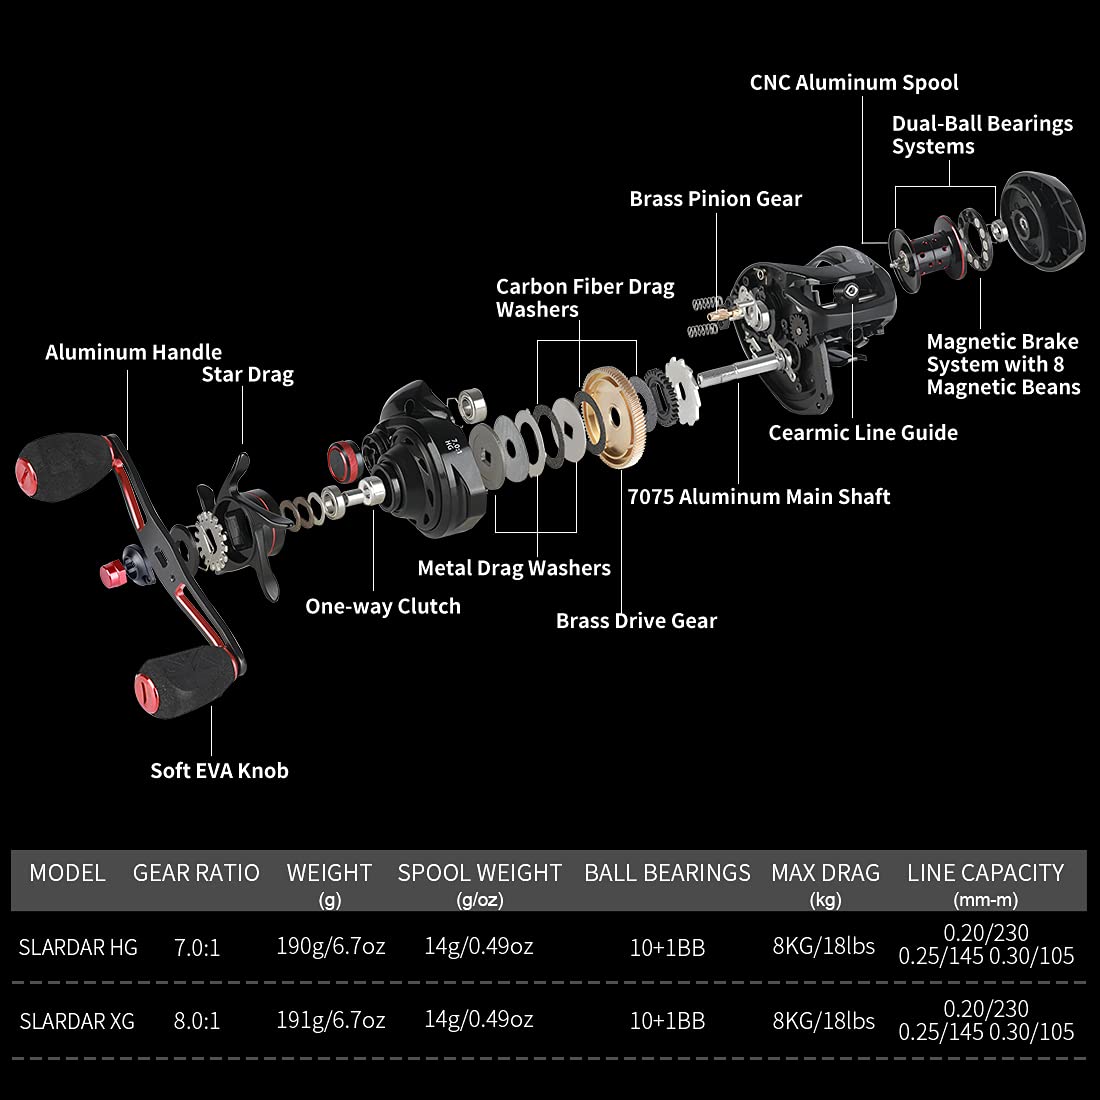 CNC Aluminum Spool
Dual-Ball Bearings
Systems
Brass Pinion Gear
Carbon Fiber Drag
Washers
Aluminum Handle
Star Drag
Magnetic Brake
System with 8
Magnetic Beans
Cearmic Line Guide
7.0:1
HG
7075 Aluminum Main Shaft
Metal Drag Washers
One-way Clutch
Brass Drive Gear
Soft EVA Knob
MODEL GEAR RATIO WEIGHT SPOOL WEIGHT BALL BEARINGS MAX DRAG LINE CAPACITY
(g) (g/oz) (kg) (mm-m)
SLARDAR HG 7.0:1 190g/6.7oz 14g/0.49oz 10+1BB 8KG/18lbs 0.20/230
0.25/145 0.30/105
SLARDAR XG 8.0:1 191g/6.7oz 14g/0.49oz 10+1BB 8KG/18lbs 0.20/230
0.25/145 0.30/105